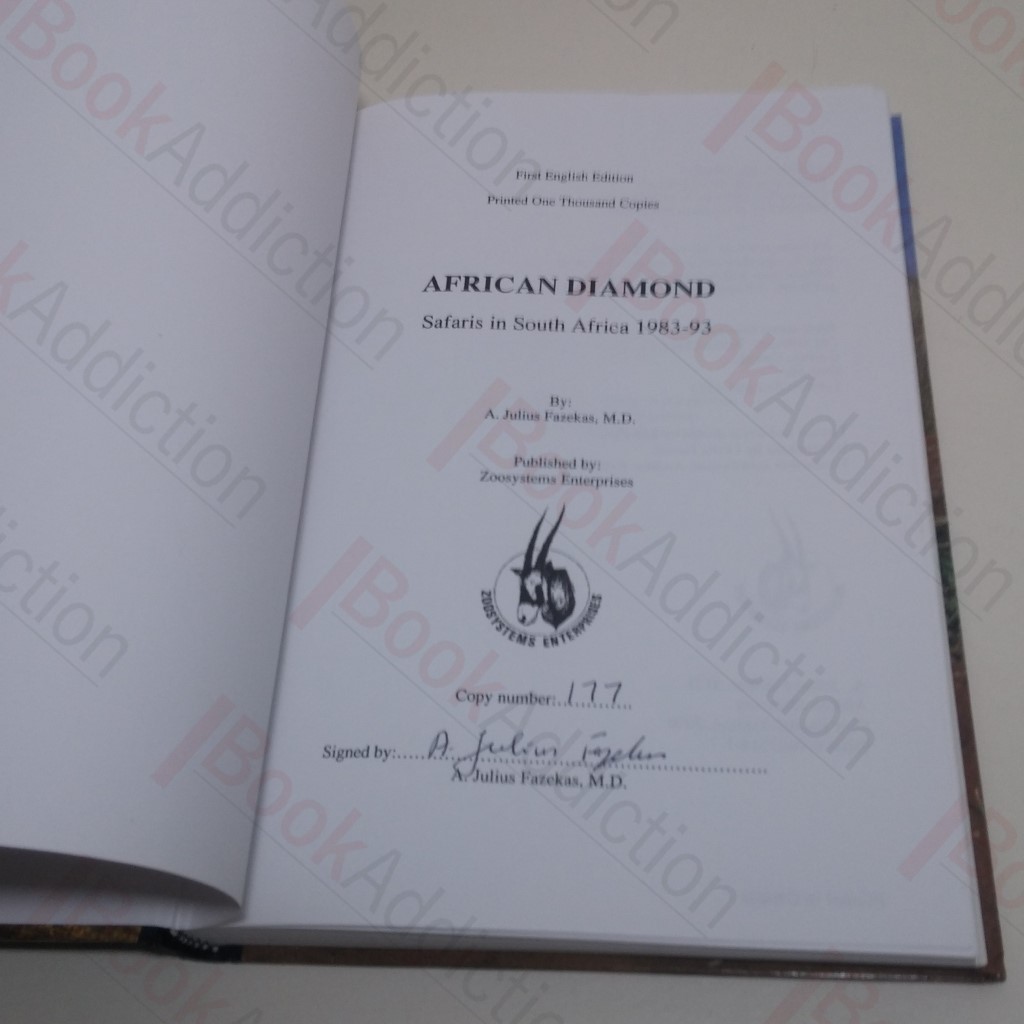 First English Edition
Printed One Thousand Copies
AFRICAN DIAMOND
Safaris in South Africa 1983-93
By:
A. Julius Fazekas, M.D.
Published by:
Zoosystems Enterprises
ZOOSYSTEMS ENTERPRISES
Copy number:..177..........
Signed by:.....A. Julius Fazekas......................
A. Julius Fazekas, M.D.
BookAddiction